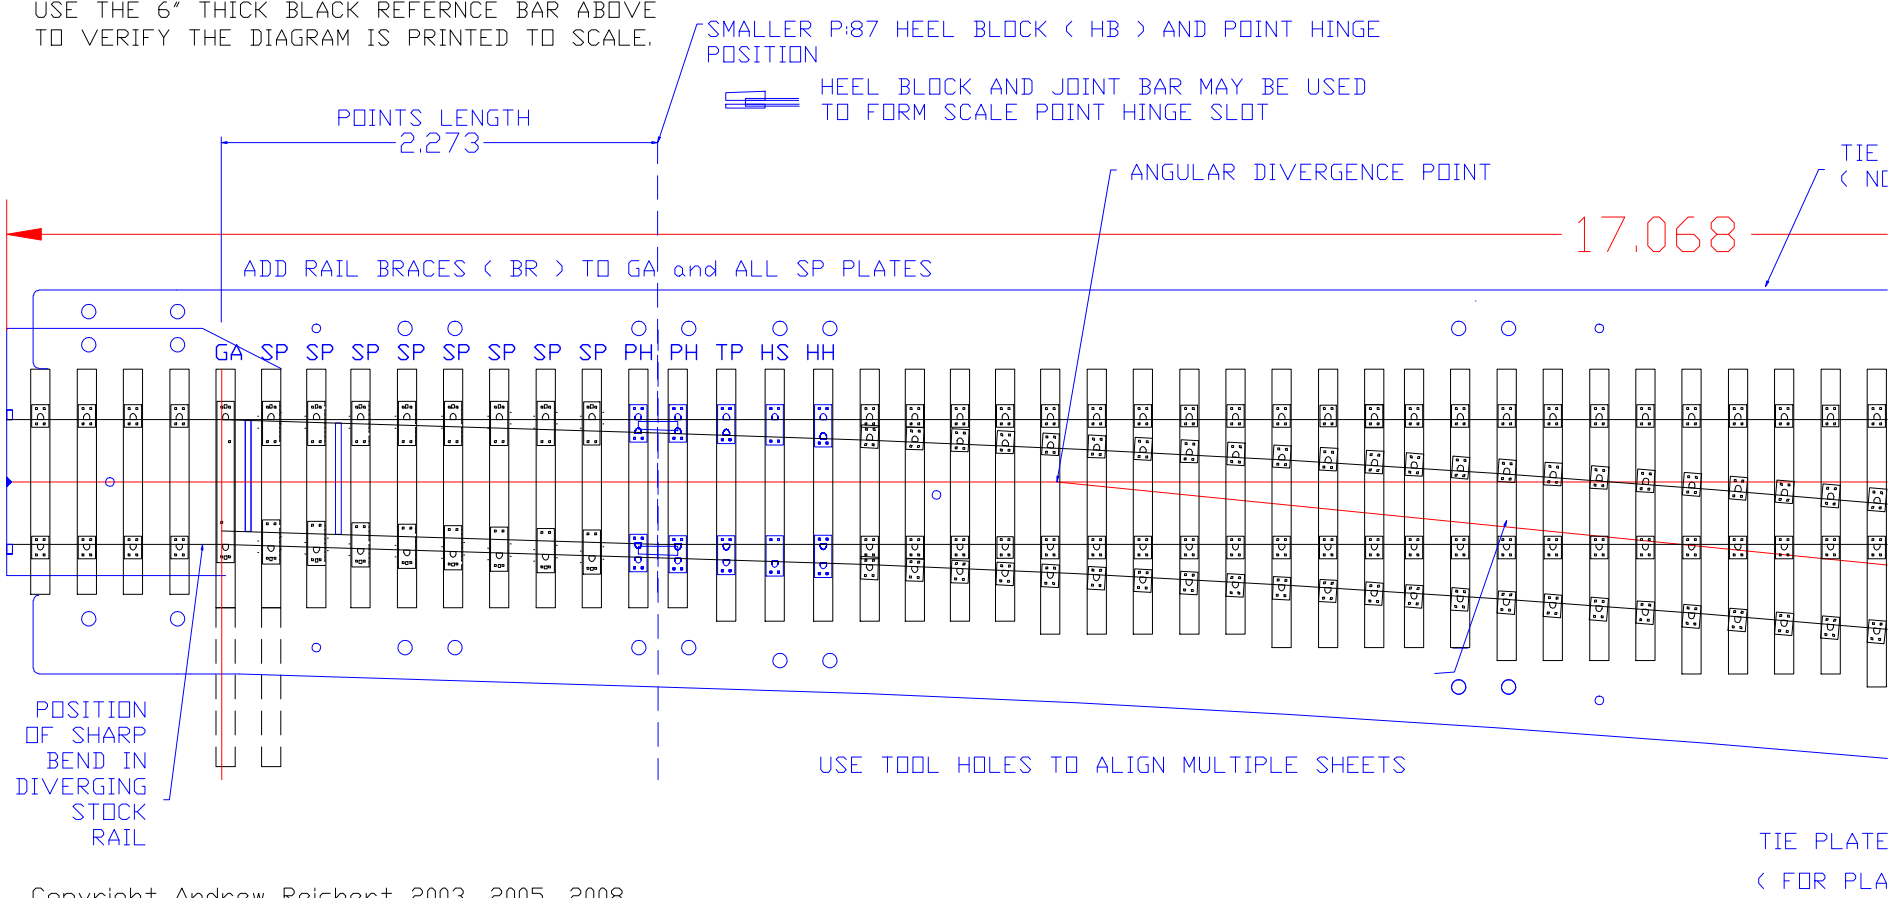 USE THE 6" THICK BLACK REFERNCE BAR ABOVE
TO VERIFY THE DIAGRAM IS PRINTED TO SCALE.
SMALLER P:87 HEEL BLOCK ( HB ) AND POINT HINGE
POSITION
HEEL BLOCK AND JOINT BAR MAY BE USED
TO FORM SCALE POINT HINGE SLOT
POINTS LENGTH
2.273
ANGULAR DIVERGENCE POINT
TIE
17.068
ADD RAIL BRACES ( BR ) TO GA and ALL SP PLATES
GA SP SP SP SP SP SP SP SP PH PH TP HS HH
POSITION
OF SHARP
BEND IN
DIVERGING
STOCK
RAIL
USE TOOL HOLES TO ALIGN MULTIPLE SHEETS
TIE PLATE
( FOR PLA
Copyright Andrew Reichert 2003, 2005, 2008